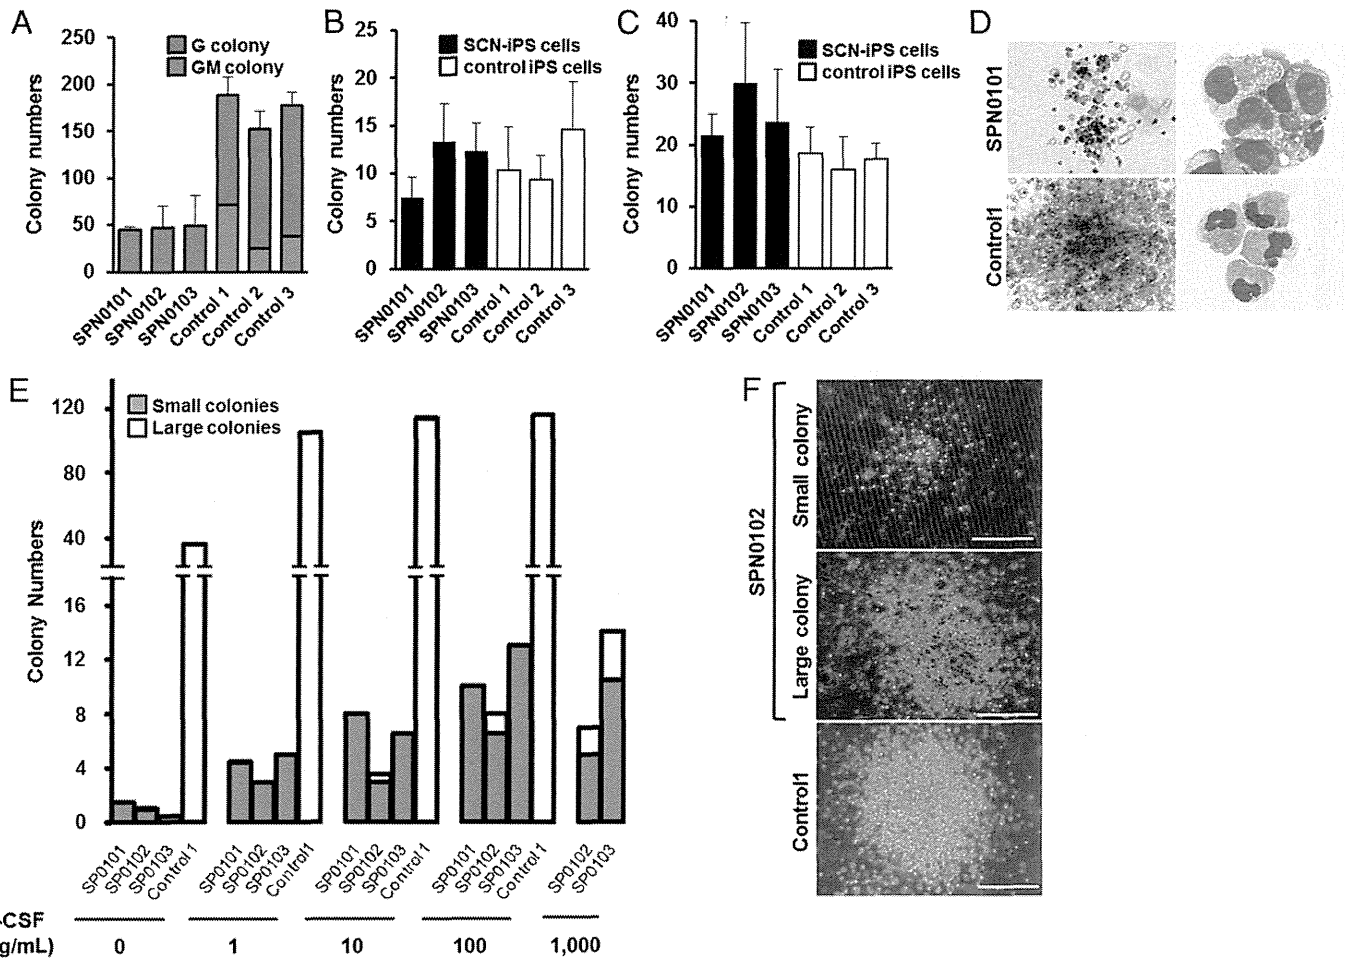 A
250
200
150
100
50
0
Colony numbers
G colony
GM colony
SPN0101
SPN0102
SPN0103
Control 1
Control 2
Control 3
B
25
20
15
10
5
0
Colony numbers
SCN-iPS cells
control iPS cells
SPN0101
SPN0102
SPN0103
Control 1
Control 2
Control 3
C
40
30
20
10
0
Colony numbers
SCN-iPS cells
control iPS cells
SPN0101
SPN0102
SPN0103
Control 1
Control 2
Control 3
D
SPN0101
Control1
E
120
80
40
16
12
8
4
0
Colony Numbers
Small colonies
Large colonies
SP0101
SP0102
SP0103
Control 1
SP0101
SP0102
SP0103
Control1
SP0101
SP0102
SP0103
Control 1
SP0101
SP0102
SP0103
Control 1
SP0102
SP0103
-CSF
g/mL)
0
1
10
100
1,000
F
SPN0102
Small colony
Large colony
Control1